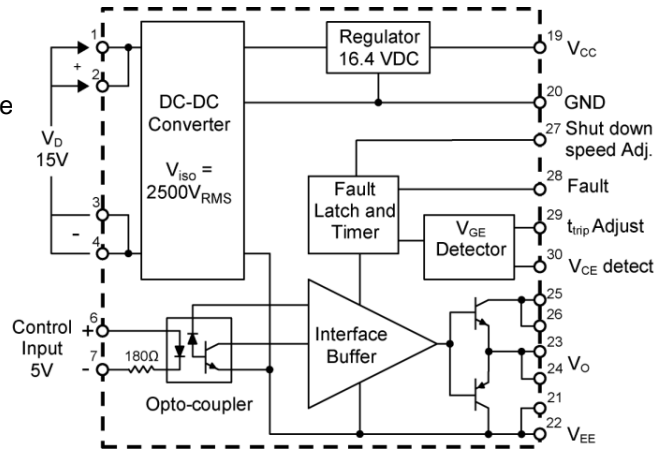 e
1
+
2
V_D
15V
3
-
4
DC-DC
Converter
V_iso =
2500V_RMS
Regulator
16.4 VDC
19
V_CC
20
GND
27
Shut down
speed Adj.
28
Fault
Fault
Latch and
Timer
V_GE
Detector
29
t_trip Adjust
30
V_CE detect
Control
Input
5V
6
+
7
-
180Ω
Opto-coupler
Interface
Buffer
25
26
23
V_O
24
21
22
V_EE